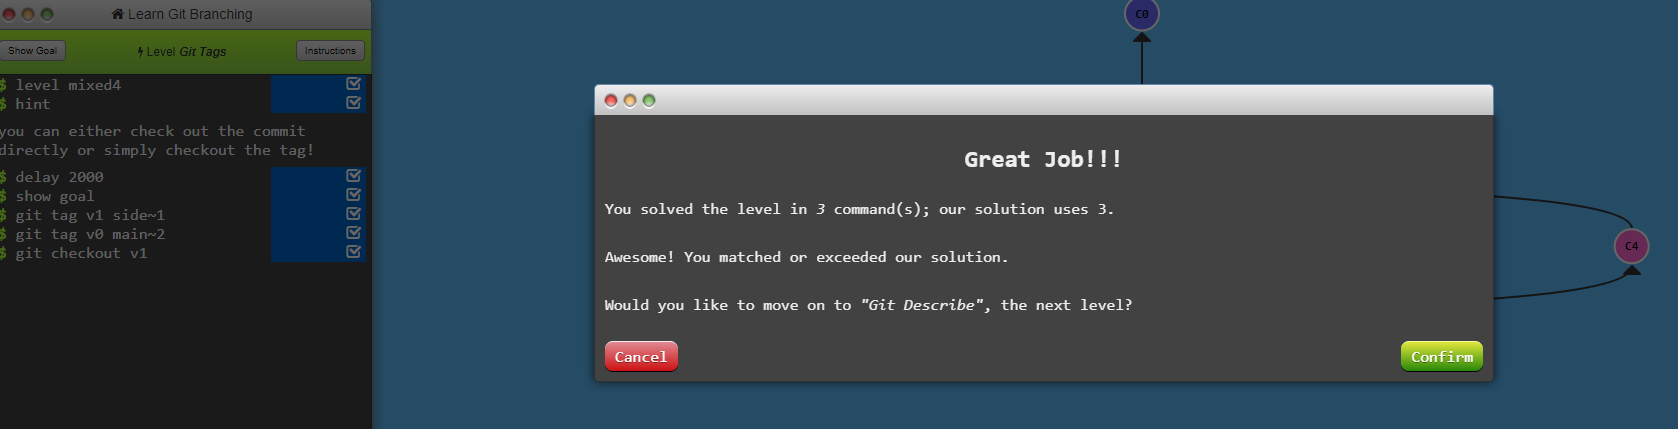 Learn Git Branching
Show Goal
Level Git Tags
Instructions
$ level mixed4
$ hint
you can either check out the commit
directly or simply checkout the tag!
$ delay 2000
$ show goal
$ git tag v1 side~1
$ git tag v0 main~2
$ git checkout v1
C0
Great Job!!!
You solved the level in 3 command(s); our solution uses 3.
Awesome! You matched or exceeded our solution.
Would you like to move on to "Git Describe", the next level?
Cancel
Confirm
C4